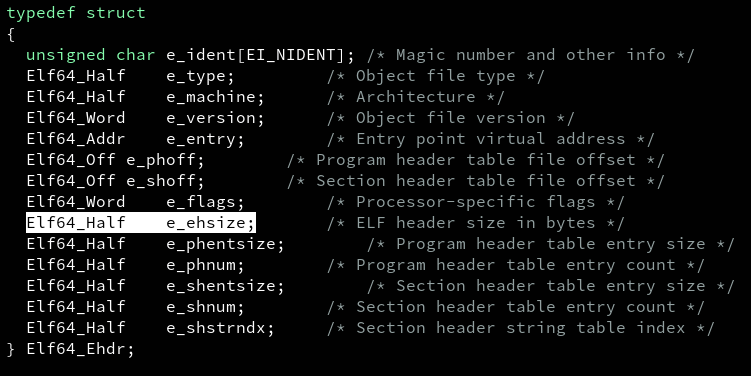 typedef struct
{
  unsigned char e_ident[EI_NIDENT]; /* Magic number and other info */
  Elf64_Half    e_type;         /* Object file type */
  Elf64_Half    e_machine;      /* Architecture */
  Elf64_Word    e_version;      /* Object file version */
  Elf64_Addr    e_entry;        /* Entry point virtual address */
  Elf64_Off e_phoff;        /* Program header table file offset */
  Elf64_Off e_shoff;        /* Section header table file offset */
  Elf64_Word    e_flags;        /* Processor-specific flags */
  Elf64_Half    e_ehsize;       /* ELF header size in bytes */
  Elf64_Half    e_phentsize;        /* Program header table entry size */
  Elf64_Half    e_phnum;        /* Program header table entry count */
  Elf64_Half    e_shentsize;        /* Section header table entry size */
  Elf64_Half    e_shnum;        /* Section header table entry count */
  Elf64_Half    e_shstrndx;     /* Section header string table index */
} Elf64_Ehdr;